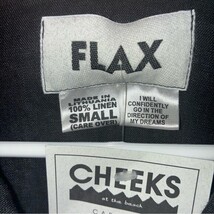 FLAX
MADE IN
LITHUANIA
100% LINEN
SMALL
(CARE OVER)
I WILL
CONFIDENTLY
GO IN THE
DIRECTION OF
MY DREAMS
CHEEKS
at the beach